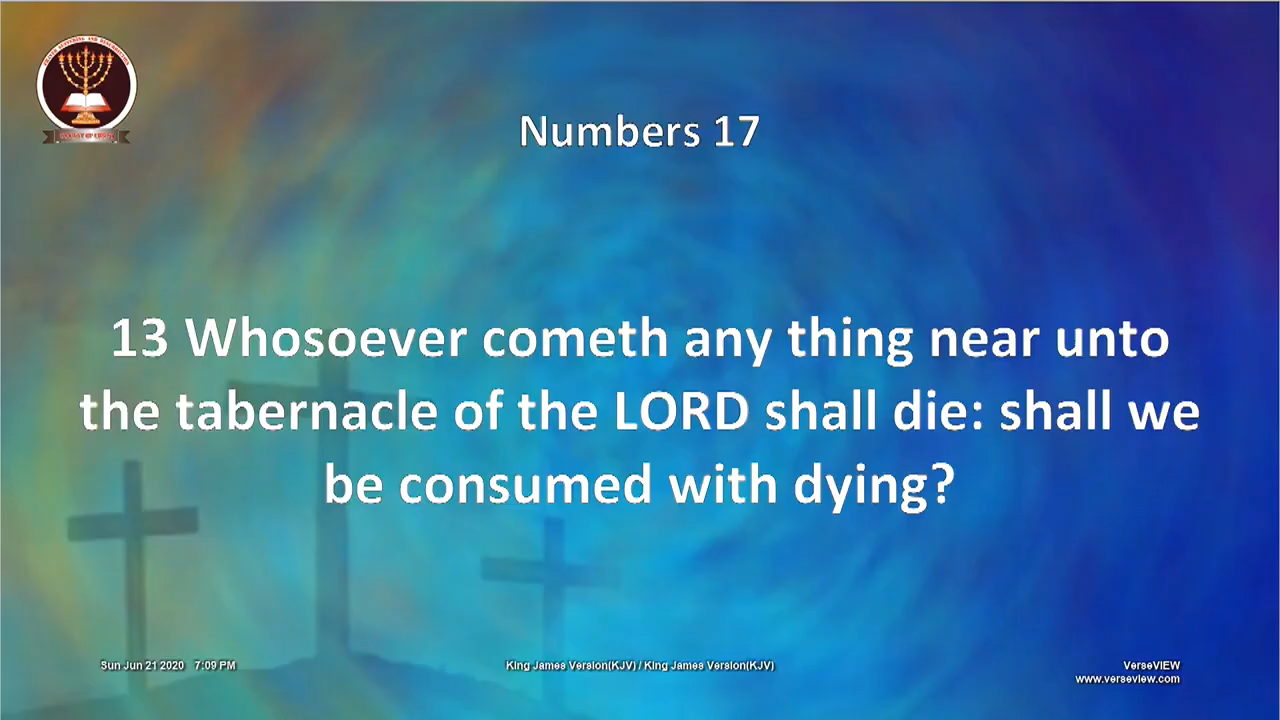 Numbers 17
13 Whosoever cometh any thing near unto
the tabernacle of the LORD shall die: shall we
be consumed with dying?
Sun Jun 21 2020 7:09 PM
King James Version(KJV) / King James Version(KJV)
VerseVIEW
www.verseview.com